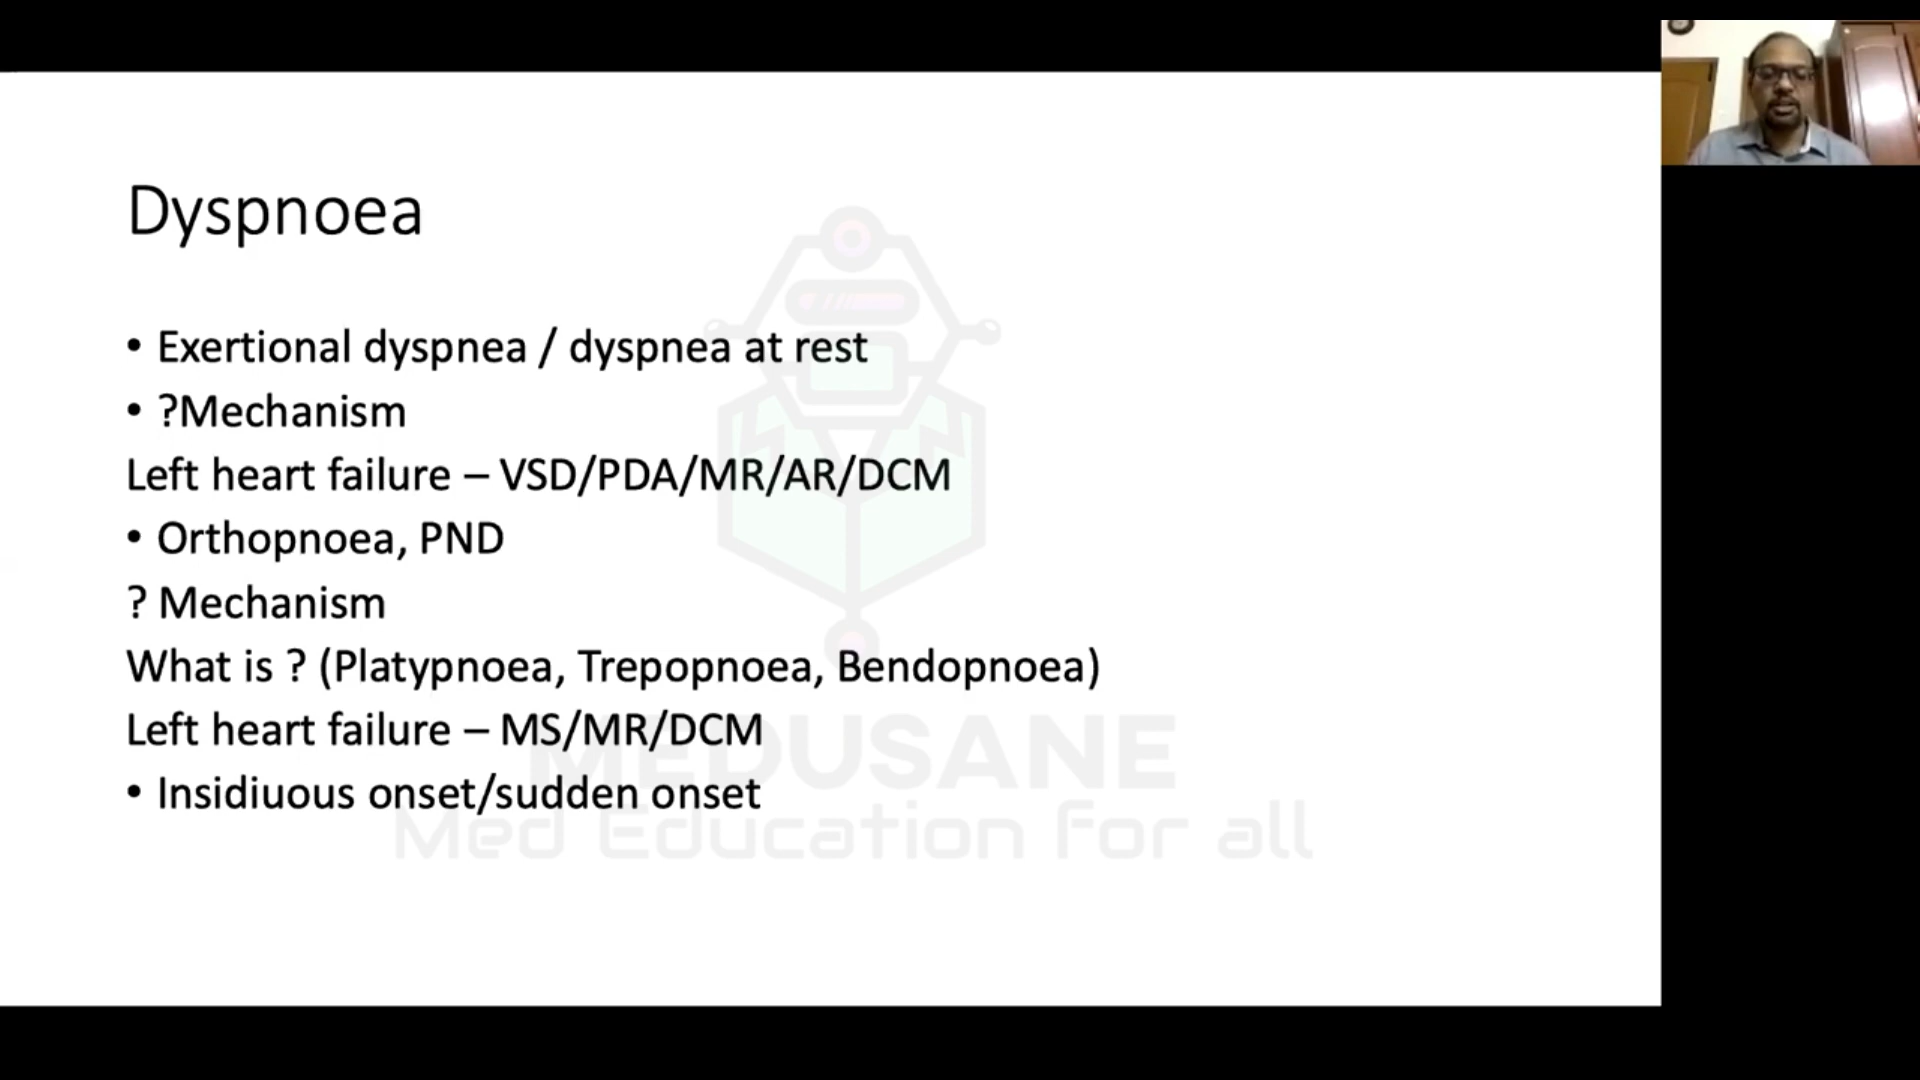 Dyspnoea
• Exertional dyspnea / dyspnea at rest
• ?Mechanism
Left heart failure – VSD/PDA/MR/AR/DCM
• Orthopnoea, PND
? Mechanism
What is ? (Platypnoea, Trepopnoea, Bendopnoea)
Left heart failure – MS/MR/DCM
• Insidiuous onset/sudden onset
MEDUSANE
Med Education For all